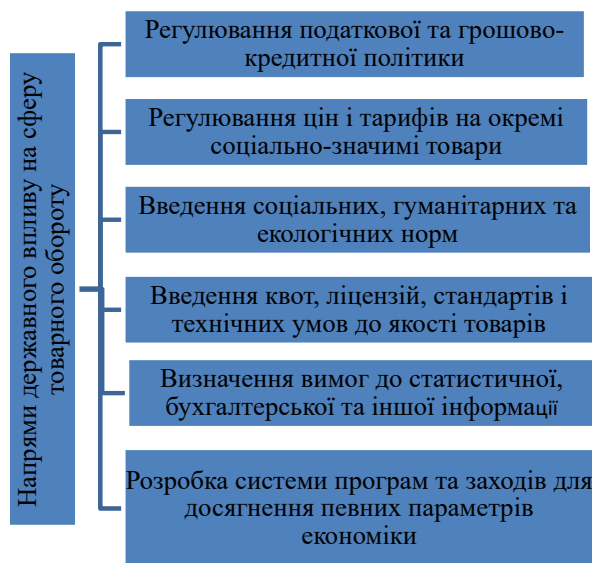 Напрями державного впливу на сферу
товарного обороту
Регулювання податкової та грошово-
кредитної політики
Регулювання цін і тарифів на окремі
соціально-значимі товари
Введення соціальних, гуманітарних та
екологічних норм
Введення квот, ліцензій, стандартів і
технічних умов до якості товарів
Визначення вимог до статистичної,
бухгалтерської та іншої інформації
Розробка системи програм та заходів для
досягнення певних параметрів
економіки